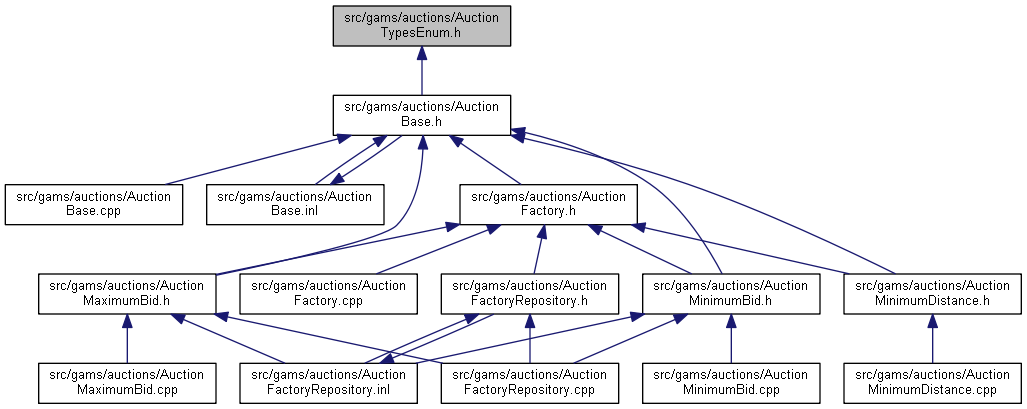 src/gams/auctions/Auction
TypesEnum.h
src/gams/auctions/Auction
Base.h
src/gams/auctions/Auction
Base.cpp
src/gams/auctions/Auction
Base.inl
src/gams/auctions/Auction
Factory.h
src/gams/auctions/Auction
MaximumBid.h
src/gams/auctions/Auction
Factory.cpp
src/gams/auctions/Auction
FactoryRepository.h
src/gams/auctions/Auction
MinimumBid.h
src/gams/auctions/Auction
MinimumDistance.h
src/gams/auctions/Auction
MaximumBid.cpp
src/gams/auctions/Auction
FactoryRepository.inl
src/gams/auctions/Auction
FactoryRepository.cpp
src/gams/auctions/Auction
MinimumBid.cpp
src/gams/auctions/Auction
MinimumDistance.cpp